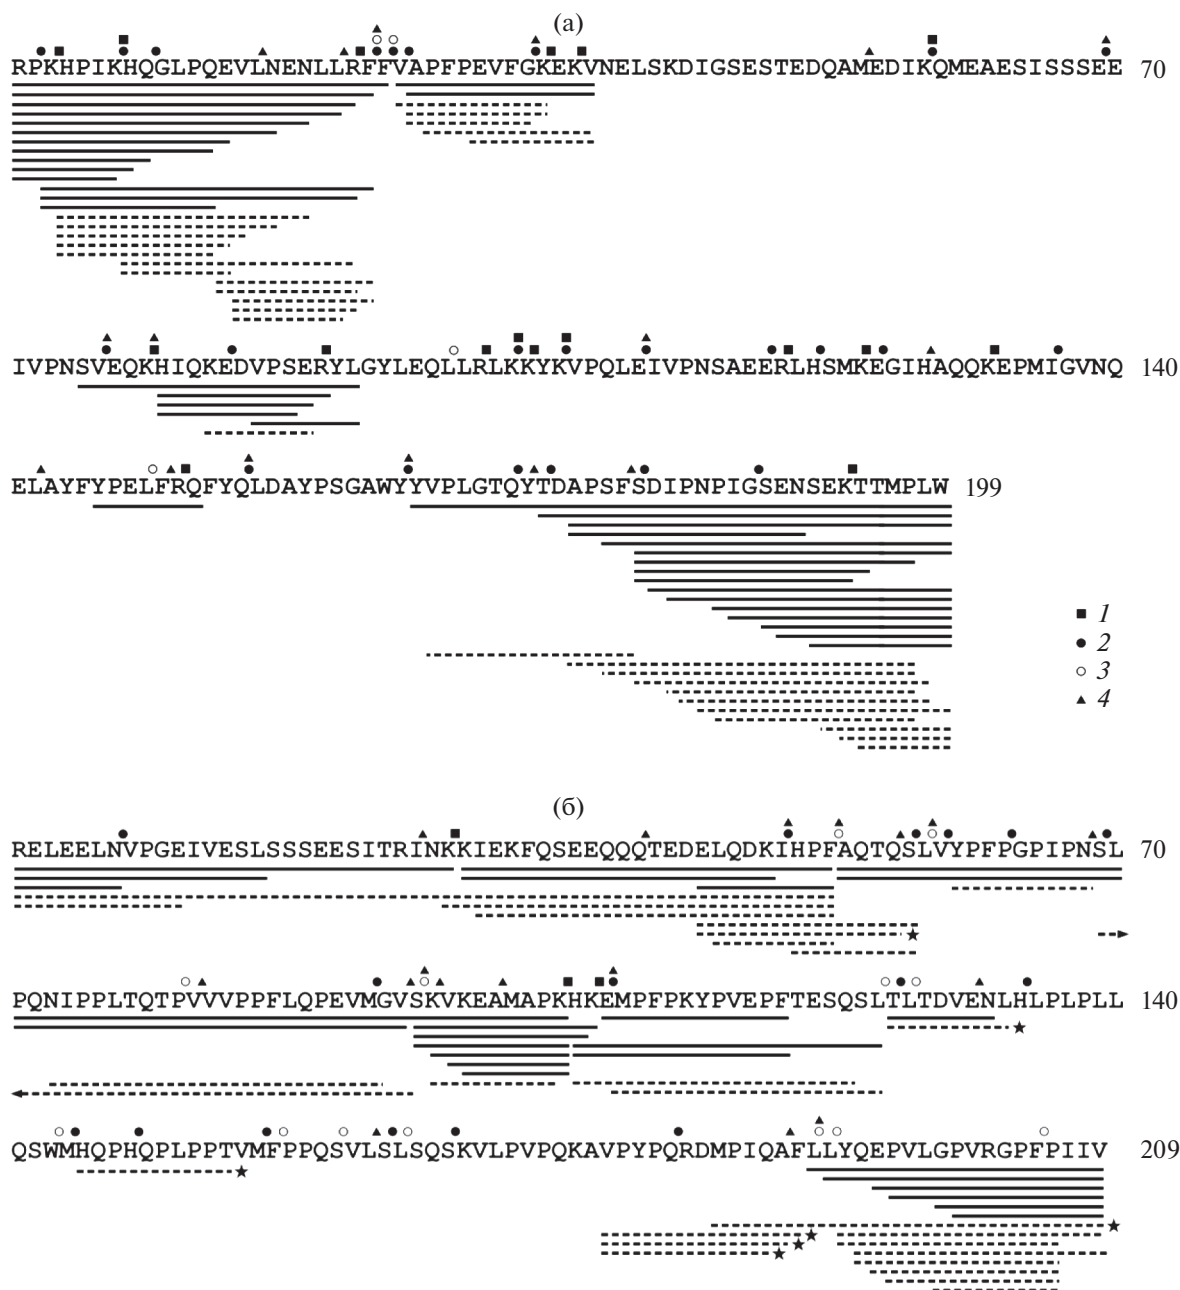 (а)
RPKHPIKHQGLPQEVLNENLLRFFVAPFPEVFGKEKVNELSKDIGSESTEDQAMEDIKQMEAESISSSEE 70
IVPNSVEQKHIQKEDVPSERYLGYLEQLLRLKKYKVPQLEIVPNSAEERLHSMKEGIHAQQKEPMIGVNQ 140
ELAYFYPELFRQFYQLDAYPSGAWYYVPLGTQYTDAPSFSDIPNPIGSENSEKTTMPLW 199
1
2
3
4
(б)
RELEELNVPGEIVESLSSSEESITRINKKIEKFQSEEQQQTEDELQDKIHPFAQTQSLVYPFPGPIPNSL 70
PQNIPPLTQTPVVVPPFLQPEVMGVSKVKEAMAPKHKEMPFPKYPVEPFTESQSLTLTDVENLHLPLPLL 140
QSWMHQPHQPLPPTVMFPPQSVLSLSQSKVLPVPQKAVPYPQRDMPIQAFLLYQEPVLGPVRGPFPIIV 209